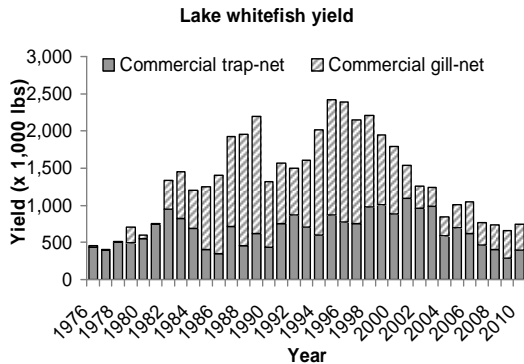 Lake whitefish yield
3,000
Commercial trap-net Commercial gill-net
2,500
2,000
1,500
1,000
500
0
Yield (x 1,000 lbs)
1976 1978 1980 1982 1984 1986 1988 1990 1992 1994 1996 1998 2000 2002 2004 2006 2008 2010
Year